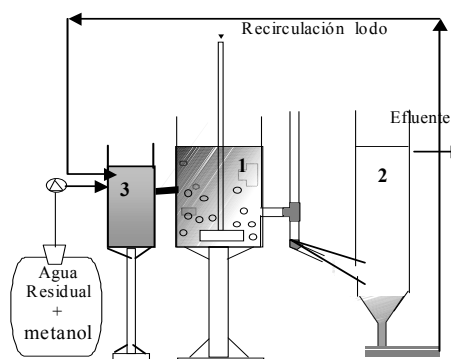 Recirculación lodo
Efluente
1
2
3
Agua
Residual
+
metanol